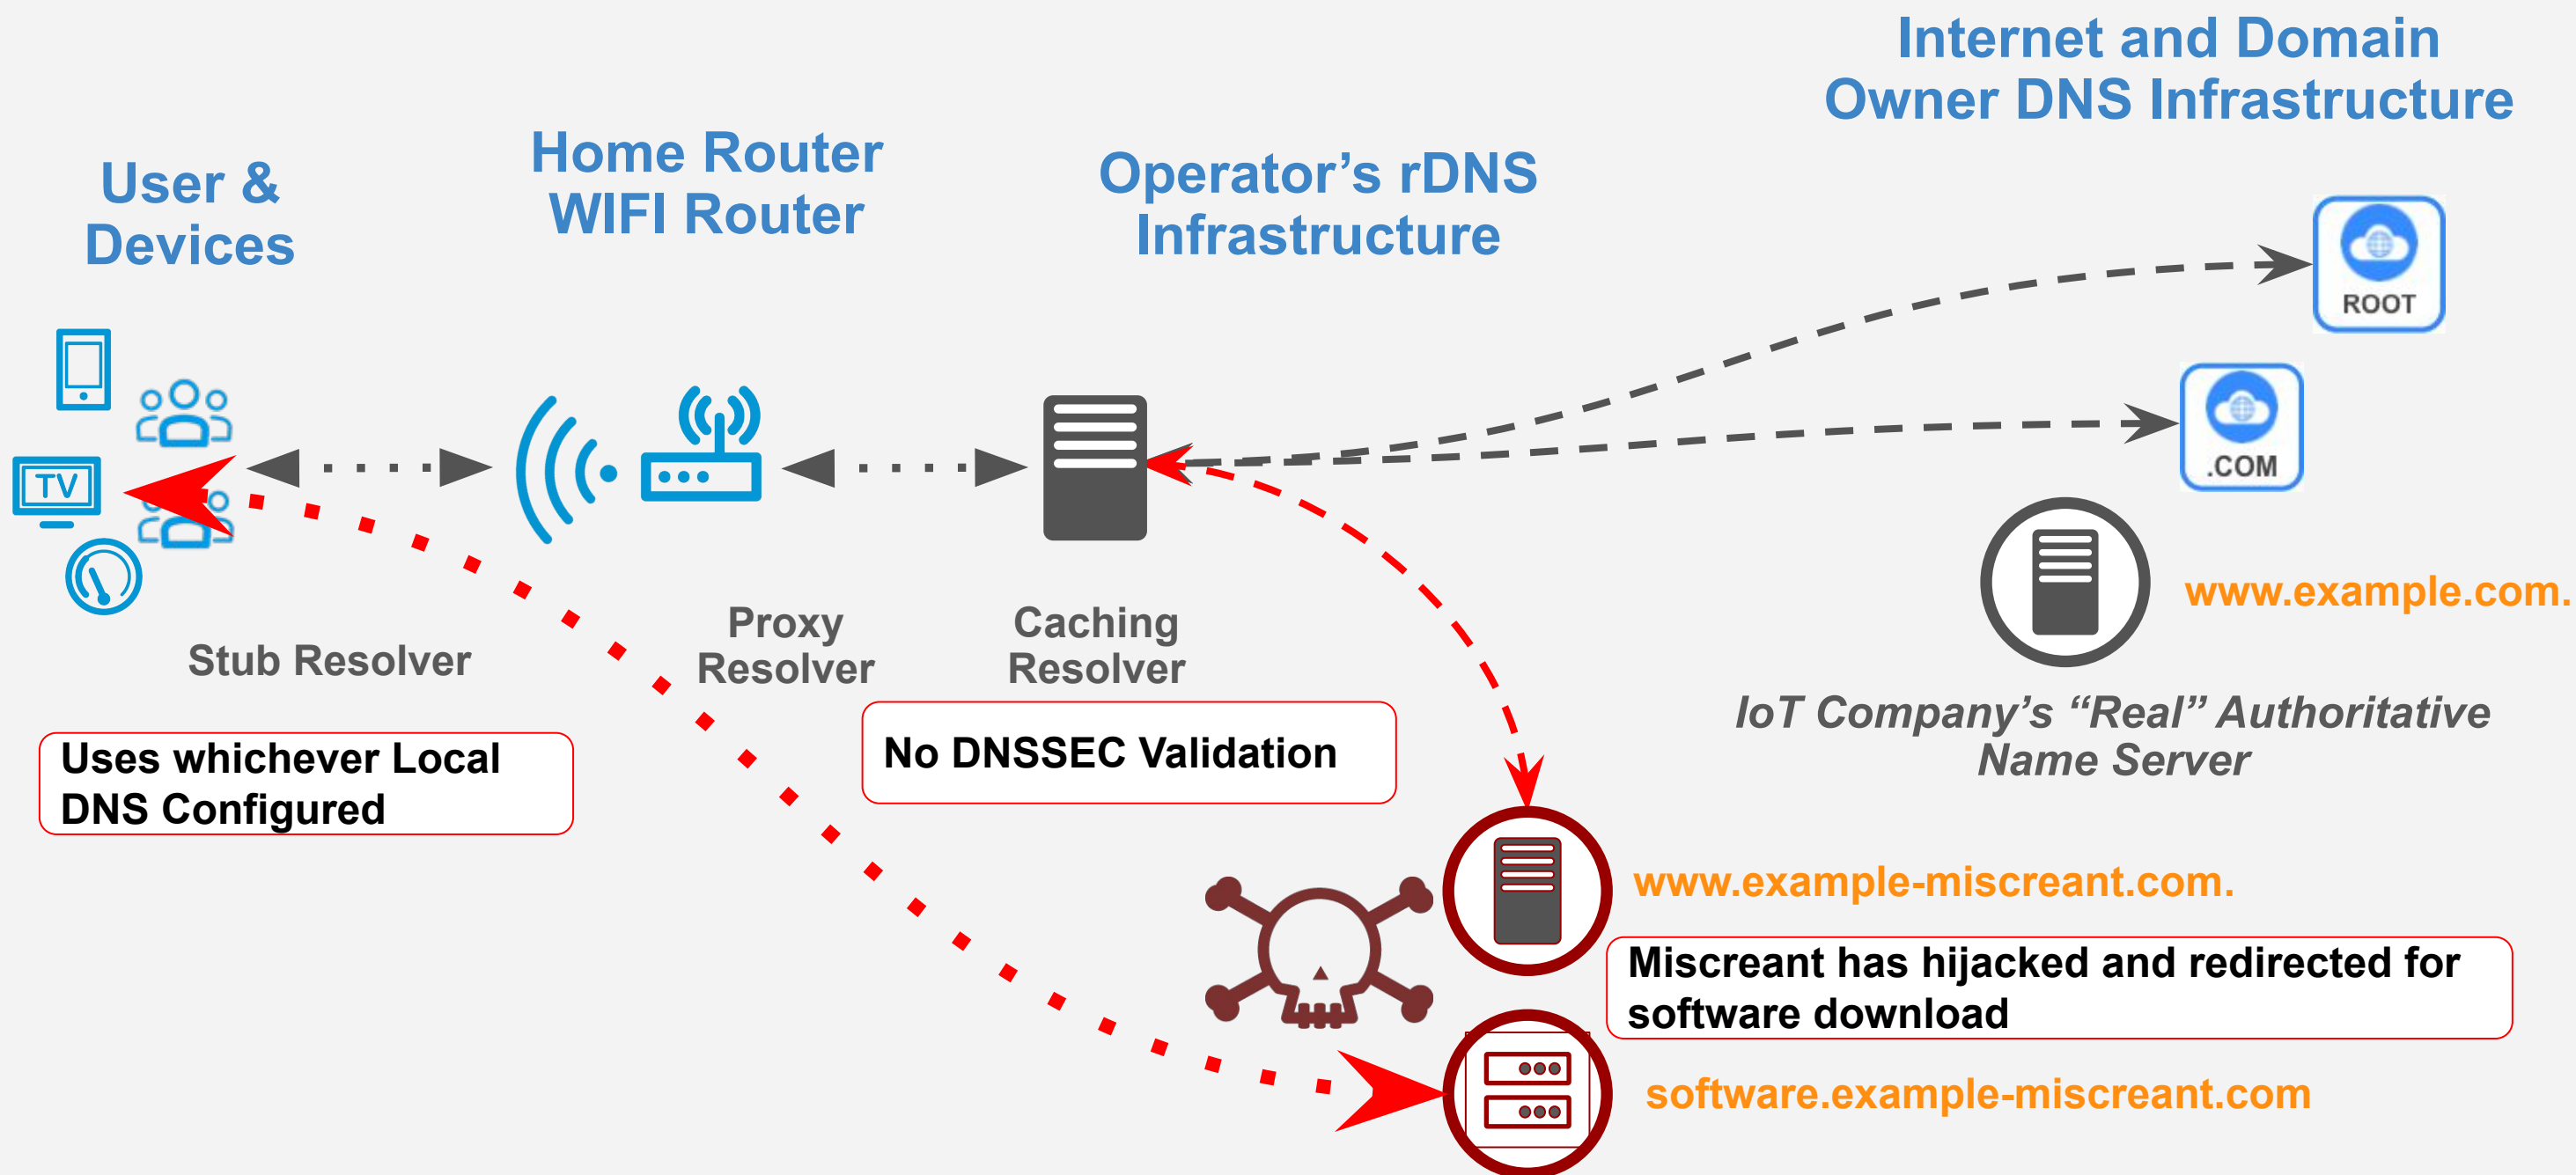 Internet and Domain
Owner DNS Infrastructure
Home Router
WIFI Router
Operator’s rDNS
Infrastructure
User &
Devices
ROOT
.COM
TV
www.example.com.
Proxy
Resolver
Caching
Resolver
Stub Resolver
IoT Company’s “Real” Authoritative
Name Server
Uses whichever Local
DNS Configured
No DNSSEC Validation
www.example-miscreant.com.
Miscreant has hijacked and redirected for
software download
software.example-miscreant.com